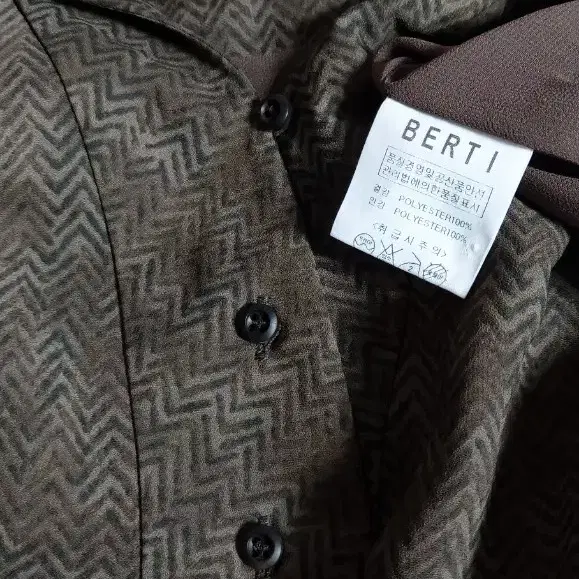 BERTI
품질경영및공산품안전
관리법에의한품질표시
겉감 POLYESTER100%
안감 POLYESTER100%
<취 급 시 주 의>